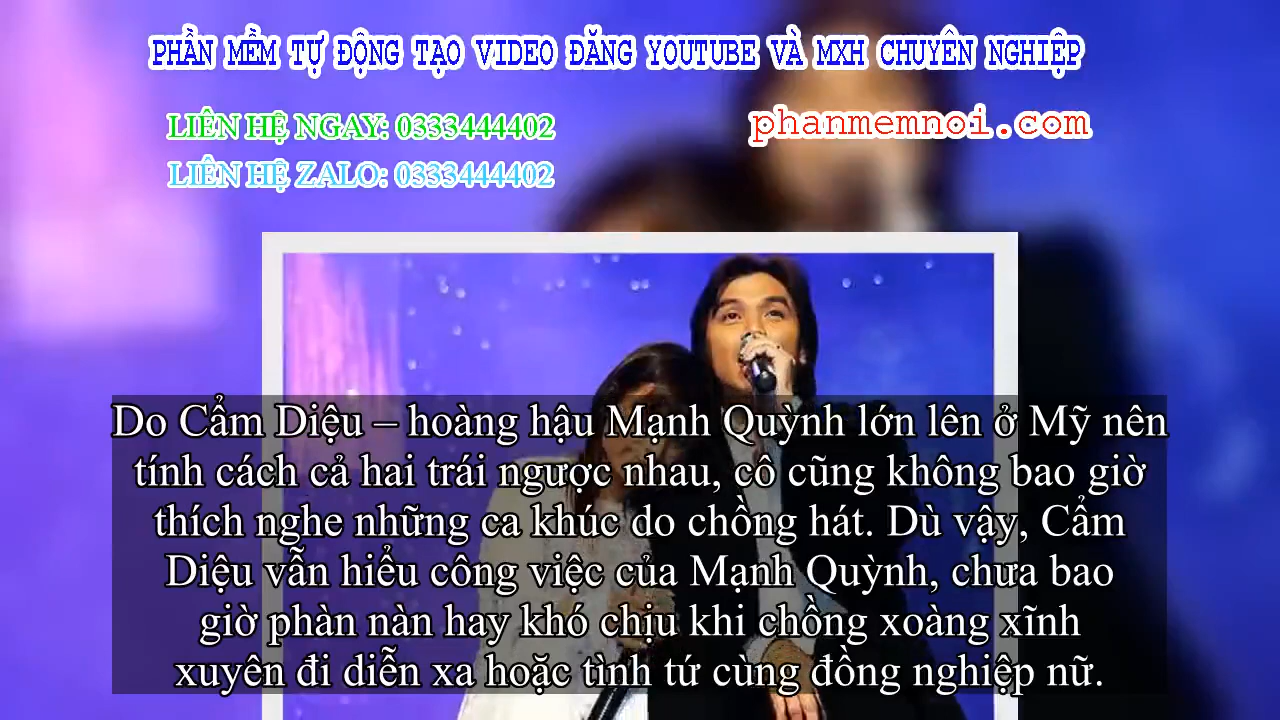 PHẦN MỀM TỰ ĐỘNG TẠO VIDEO ĐĂNG YOUTUBE VÀ MXH CHUYÊN NGHIỆP
LIÊN HỆ NGAY: 0333444402
phanmemnoi.com
LIÊN HỆ ZALO: 0333444402
Do Cẩm Diệu – hoàng hậu Mạnh Quỳnh lớn lên ở Mỹ nên
tính cách cả hai trái ngược nhau, cô cũng không bao giờ
thích nghe những ca khúc do chồng hát. Dù vậy, Cẩm
Diệu vẫn hiểu công việc của Mạnh Quỳnh, chưa bao
giờ phàn nàn hay khó chịu khi chồng xoàng xĩnh
xuyên đi diễn xa hoặc tình tứ cùng đồng nghiệp nữ.